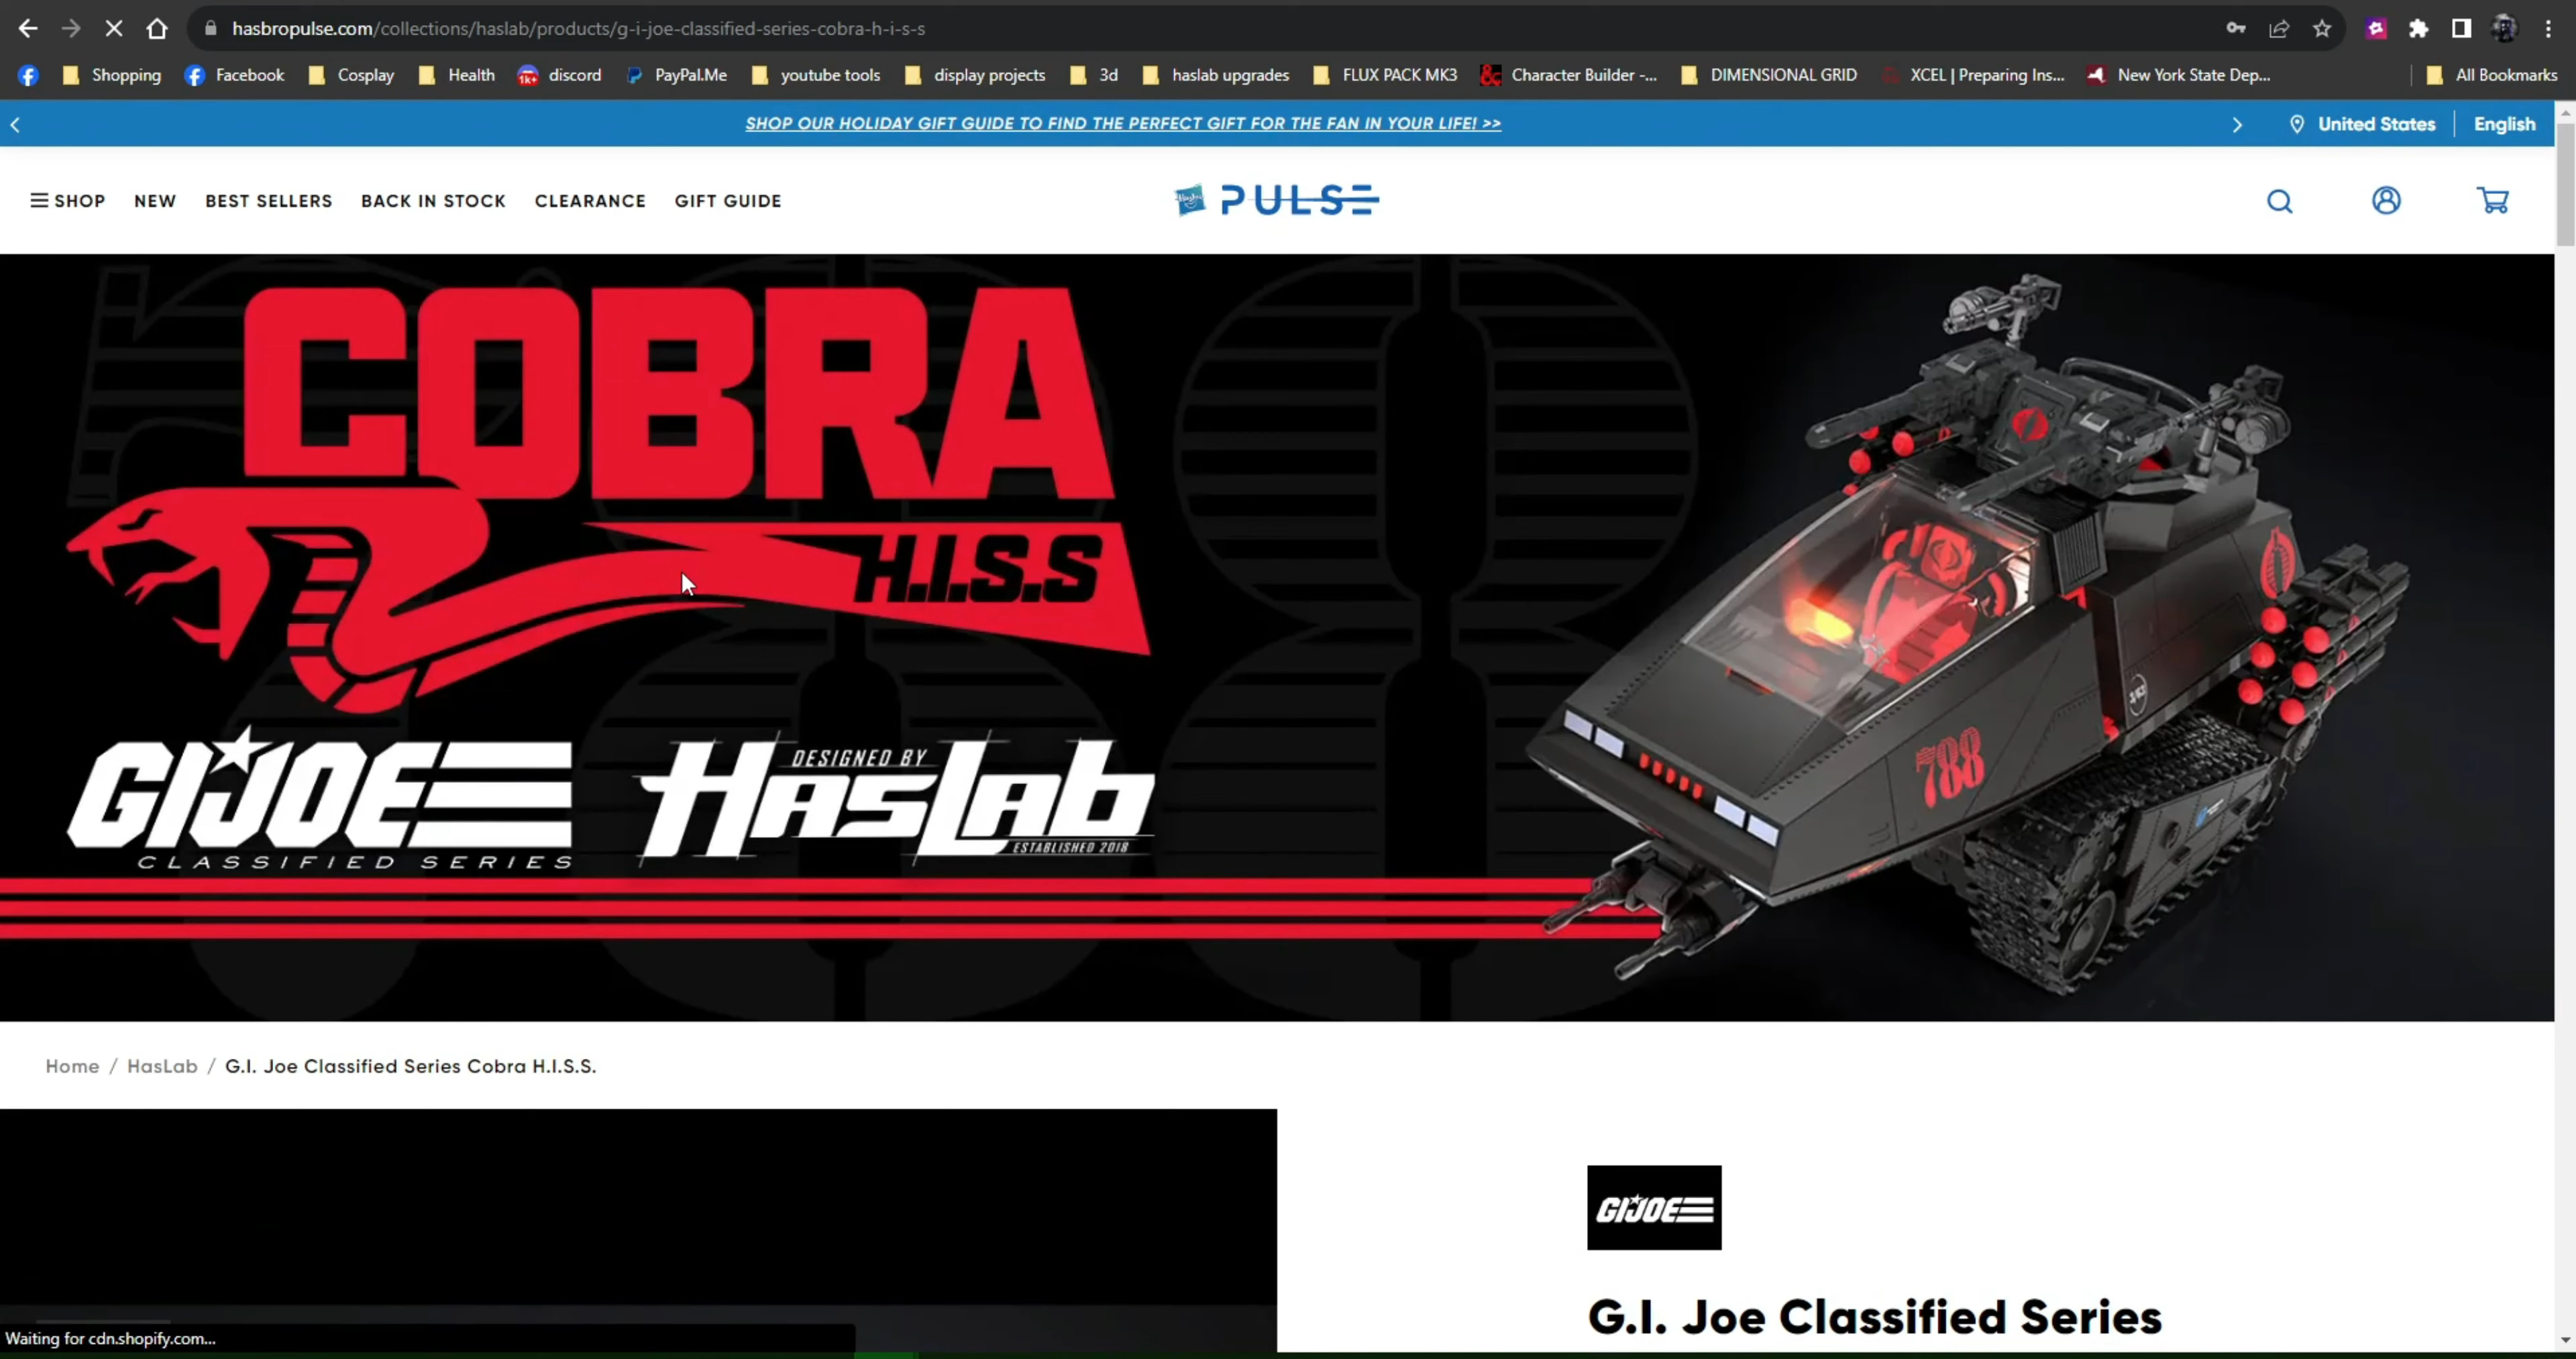 hasbropulse.com/collections/haslab/products/g-i-joe-classified-series-cobra-h-i-s-s
Shopping Facebook Cosplay Health discord PayPal.Me youtube tools display projects 3d haslab upgrades FLUX PACK MK3 Character Builder -... DIMENSIONAL GRID XCEL | Preparing Ins... New York State Dep... All Bookmarks
SHOP OUR HOLIDAY GIFT GUIDE TO FIND THE PERFECT GIFT FOR THE FAN IN YOUR LIFE! >> United States English
SHOP NEW BEST SELLERS BACK IN STOCK CLEARANCE GIFT GUIDE Hasbro PULSE
COBRA
H.I.S.S
788
GIJOE
CLASSIFIED SERIES
DESIGNED BY
HASLAB
ESTABLISHED 2018
Home / HasLab / G.I. Joe Classified Series Cobra H.I.S.S.
GIJOE
G.I. Joe Classified Series
Waiting for cdn.shopify.com...